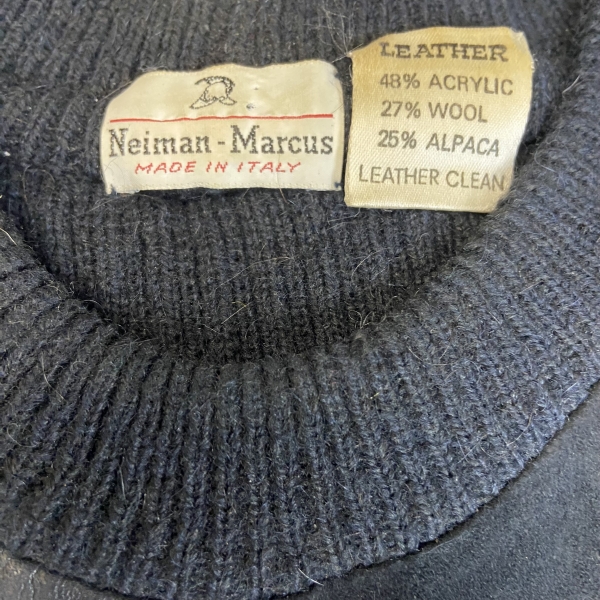 Neiman-Marcus
MADE IN ITALY
LEATHER
48% ACRYLIC
27% WOOL
25% ALPACA
LEATHER CLEAN